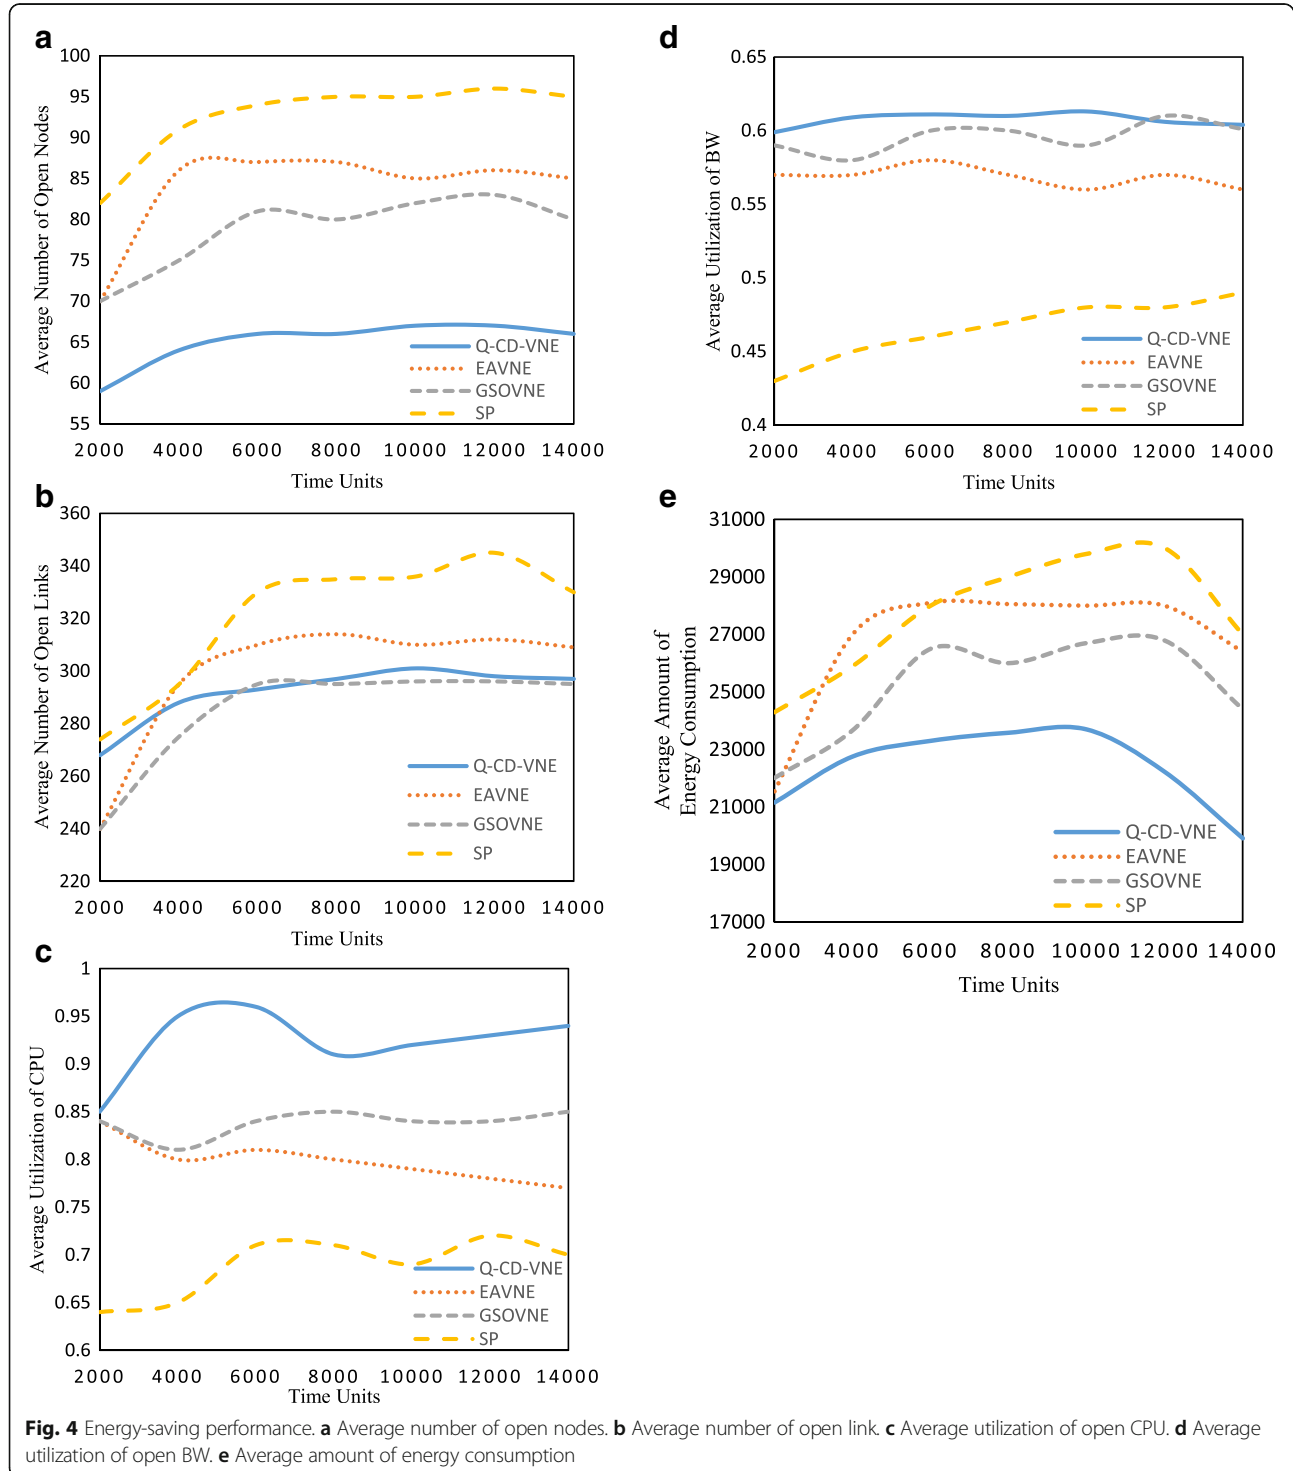 a
100
95
90
85
80
75
70
65
60
55
Average Number of Open Nodes
Q-CD-VNE
EAVNE
GSOVNE
SP
2000 4000 6000 8000 10000 12000 14000
Time Units
b
360
340
320
300
280
260
240
220
Average Number of Open Links
Q-CD-VNE
EAVNE
GSOVNE
SP
2000 4000 6000 8000 10000 12000 14000
Time Units
c
1
0.95
0.9
0.85
0.8
0.75
0.7
0.65
0.6
Average Utilization of CPU
Q-CD-VNE
EAVNE
GSOVNE
SP
2000 4000 6000 8000 10000 12000 14000
Time Units
d
0.65
0.6
0.55
0.5
0.45
0.4
Average Utilization of BW
Q-CD-VNE
EAVNE
GSOVNE
SP
2000 4000 6000 8000 10000 12000 14000
Time Units
e
31000
29000
27000
25000
23000
21000
19000
17000
Average Amount of
Energy Consumption
Q-CD-VNE
EAVNE
GSOVNE
SP
2000 4000 6000 8000 10000 12000 14000
Time Units
Fig. 4 Energy-saving performance. a Average number of open nodes. b Average number of open link. c Average utilization of open CPU. d Average
utilization of open BW. e Average amount of energy consumption